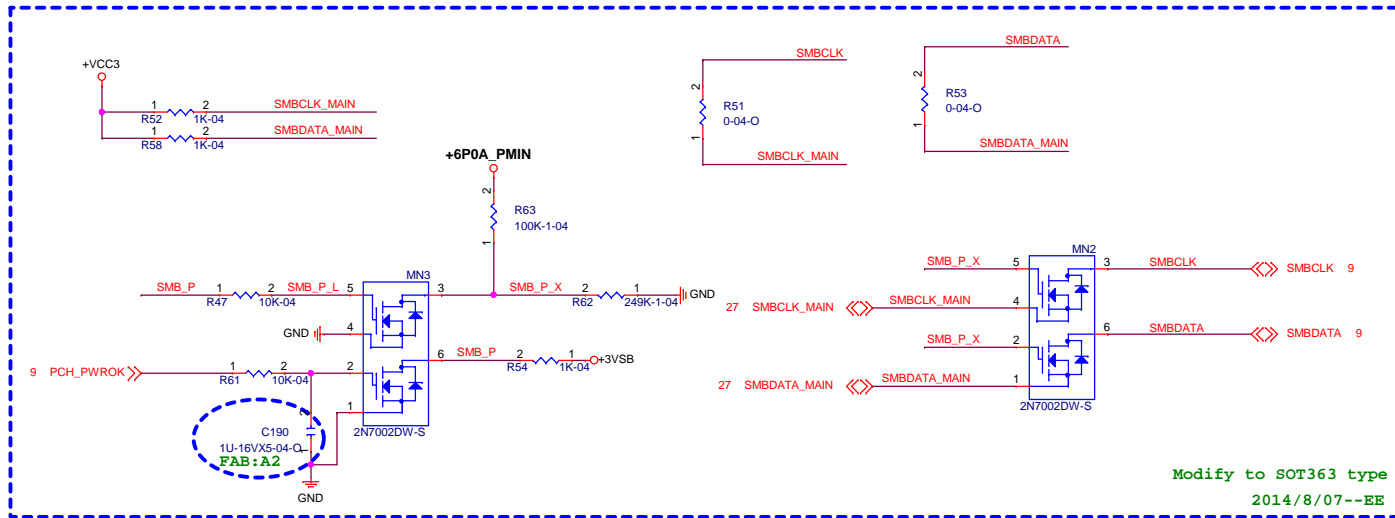 SMBDATA
SMBCLK
+VCC3
2
2
R53
0-04-O
R51
0-04-O
1
2
SMBCLK_MAIN
R52
1K-04
1
1
1
2
SMBDATA_MAIN
R58
1K-04
SMBDATA_MAIN
+6P0A_PMIN
SMBCLK_MAIN
2
R63
100K-1-04
1
MN2
SMB_P_X
5
3
SMBCLK
SMBCLK 9
MN3
SMB_P
1
2
SMB_P_L
5
3
SMB_P_X
2
1
GND
R47
10K-04
R62
249K-1-04
27 SMBCLK_MAIN
SMBCLK_MAIN
4
GND
4
6
SMBDATA
SMBDATA 9
SMB_P_X
2
6
SMB_P
2
1
+3VSB
R54
1K-04
9 PCH_PWROK
1
2
2
R61
10K-04
27 SMBDATA_MAIN
SMBDATA_MAIN
1
2N7002DW-S
1
2N7002DW-S
2
C190
1U-16VX5-04-O
1
FAB:A2
GND
Modify to SOT363 type
2014/8/07--EE